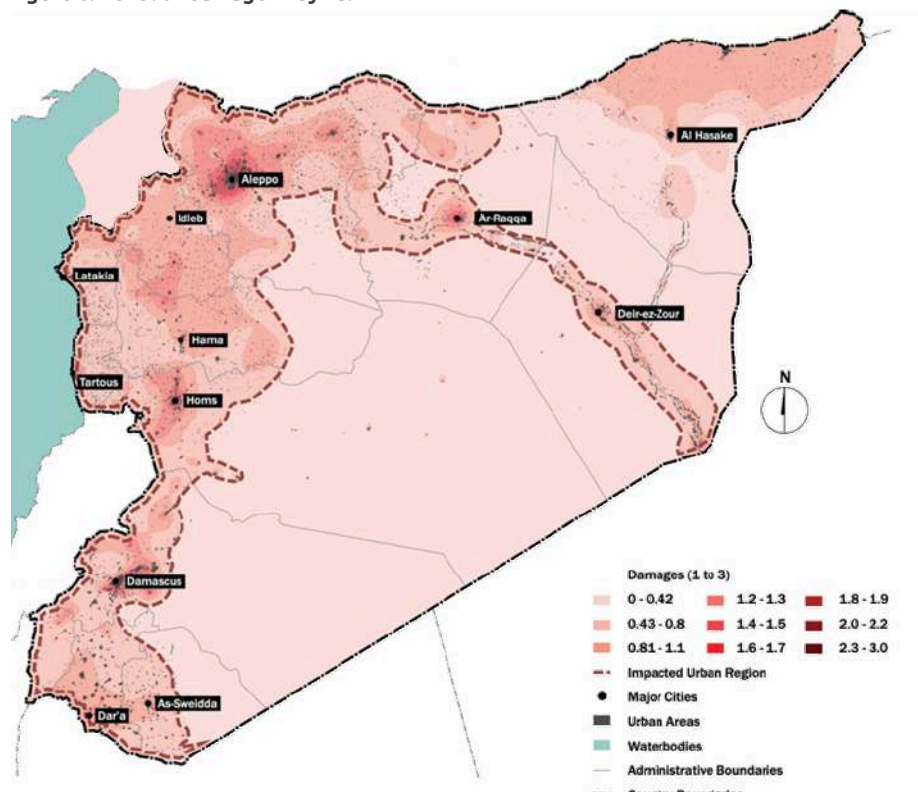 Al Hasake
Aleppo
Idleb
Ar-Raqqa
Latakia
Deir-ez-Zour
Hama
Tartous
Homs
N
Damascus
As-Sweidda
Dar'a
Damages (1 to 3)
0 - 0.42
1.2 - 1.3
1.8 - 1.9
0.43 - 0.8
1.4 - 1.5
2.0 - 2.2
0.81 - 1.1
1.6 - 1.7
2.3 - 3.0
Impacted Urban Region
Major Cities
Urban Areas
Waterbodies
Administrative Boundaries